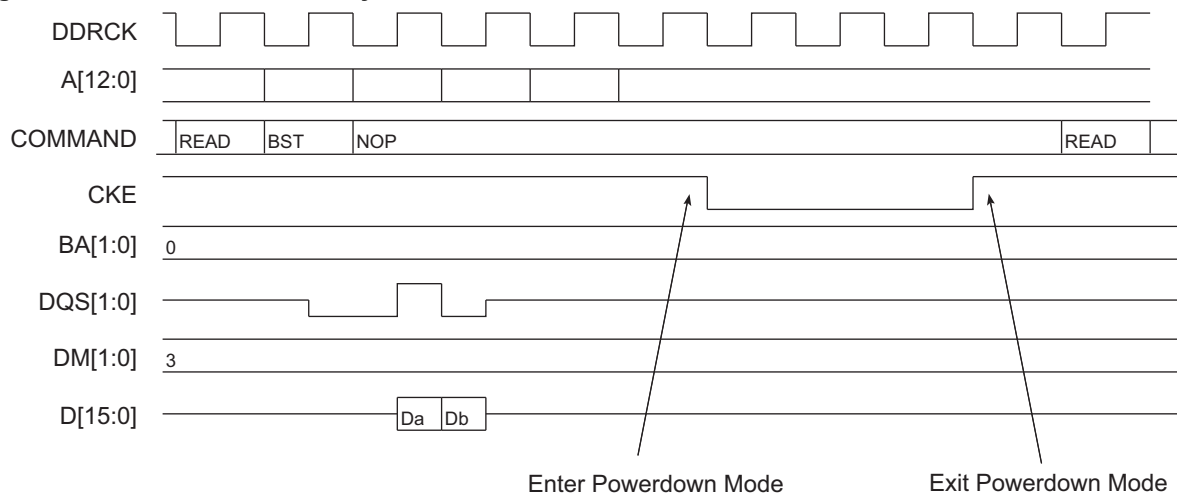 DDRCK
A[12:0]
COMMAND READ BST NOP READ
CKE
BA[1:0] 0
DQS[1:0]
DM[1:0] 3
D[15:0] Da Db
Enter Powerdown Mode Exit Powerdown Mode